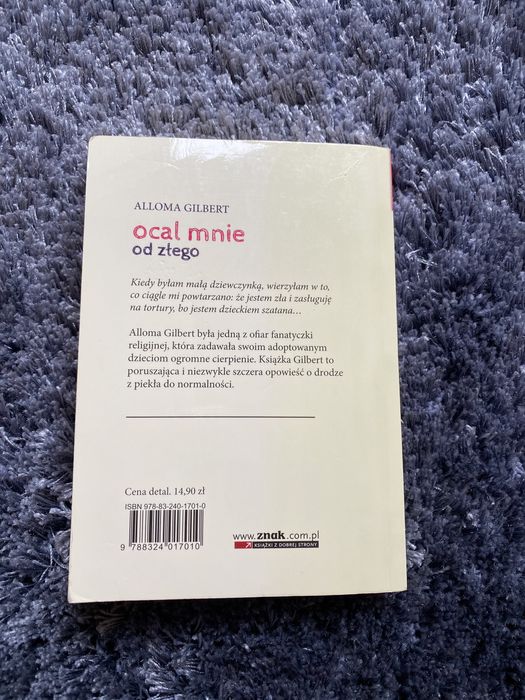 ALLOMA GILBERT
ocal mnie
od złego
Kiedy byłam małą dziewczynką, wierzyłam w to,
co ciągle mi powtarzano: że jestem zła i zasługuję
na tortury, bo jestem dzieckiem szatana…
Alloma Gilbert była jedną z ofiar fanatyczki
religijnej, która zadawała swoim adoptowanym
dzieciom ogromne cierpienie. Książka Gilbert to
poruszająca i niezwykle szczera opowieść o drodze
z piekła do normalności.
Cena detal. 14,90 zł
ISBN 978-83-240-1701-0
9 788324 017010
www.znak.com.pl
KSIĄŻKI Z DOBREJ STRONY